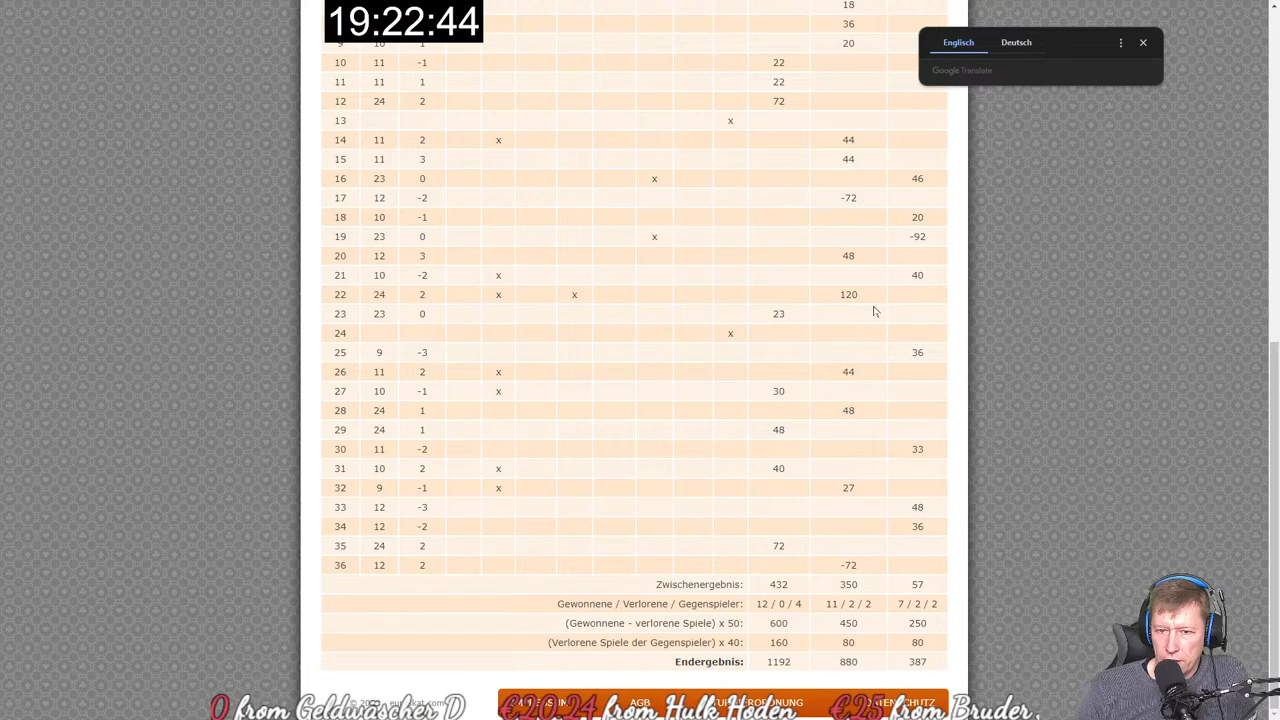 18
19:22:44
36
9 10 1 20
Englisch Deutsch
10 11 -1 22
Google Translate
11 11 1 22
12 24 2 72
13 x
14 11 2 x 44
15 11 3 44
16 23 0 x 46
17 12 -2 -72
18 10 -1 20
19 23 0 x -92
20 12 3 48
21 10 -2 x 40
22 24 2 x x 120
23 23 0 23
24 x
25 9 -3 36
26 11 2 x 44
27 10 -1 x 30
28 24 1 48
29 24 1 48
30 11 -2 33
31 10 2 x 40
32 9 -1 x 27
33 12 -3 48
34 12 -2 36
35 24 2 72
36 12 2 -72
Zwischenergebnis: 432 350 57
Gewonnene / Verlorene / Gegenspieler: 12 / 0 / 4 11 / 2 / 2 7 / 2 / 2
(Gewonnene - verlorene Spiele) x 50: 600 450 250
(Verlorene Spiele der Gegenspieler) x 40: 160 80 80
Endergebnis: 1192 880 387
AGB
0 from Geldwäscher D €20.24 from Hulk Hoden €25 from Bruder